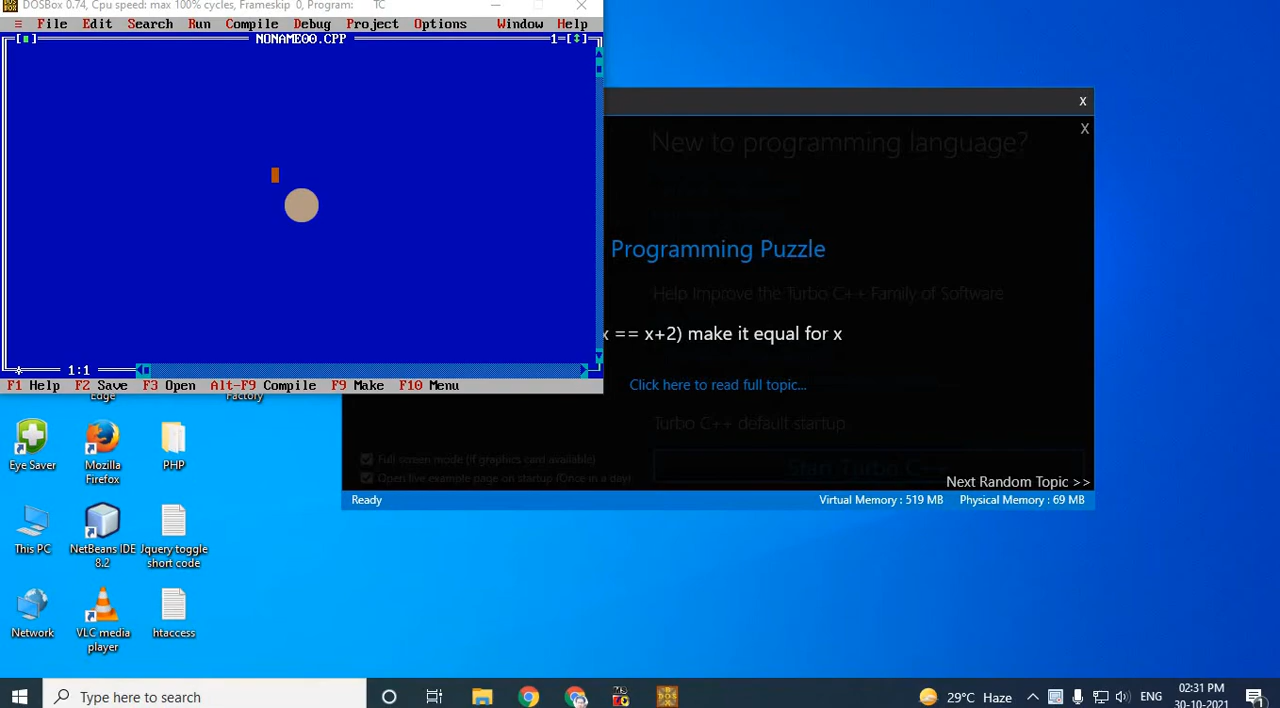 DOSBox 0.74, Cpu speed: max 100% cycles, Frameskip 0, Program: TC
≡ File Edit Search Run Compile Debug Project Options Window Help
[■] NONAME00.CPP 1=[↕]
1:1
F1 Help F2 Save F3 Open Alt-F9 Compile F9 Make F10 Menu
X
X
New to programming language?
Programming Puzzle
Help Improve the Turbo C++ Family of Software
x == x+2) make it equal for x
Click here to read full topic...
Turbo C++ default startup
Full screen mode (if graphics card available)
Start Turbo C++
Open live example page on startup (Once in a day)
Next Random Topic >>
Ready Virtual Memory : 519 MB Physical Memory : 69 MB
Edge
Factory
Eye Saver
Mozilla
Firefox
PHP
This PC
NetBeans IDE
8.2
Jquery toggle
short code
Network
VLC media
player
htaccess
Type here to search
29°C Haze
ENG
02:31 PM
30-10-2021